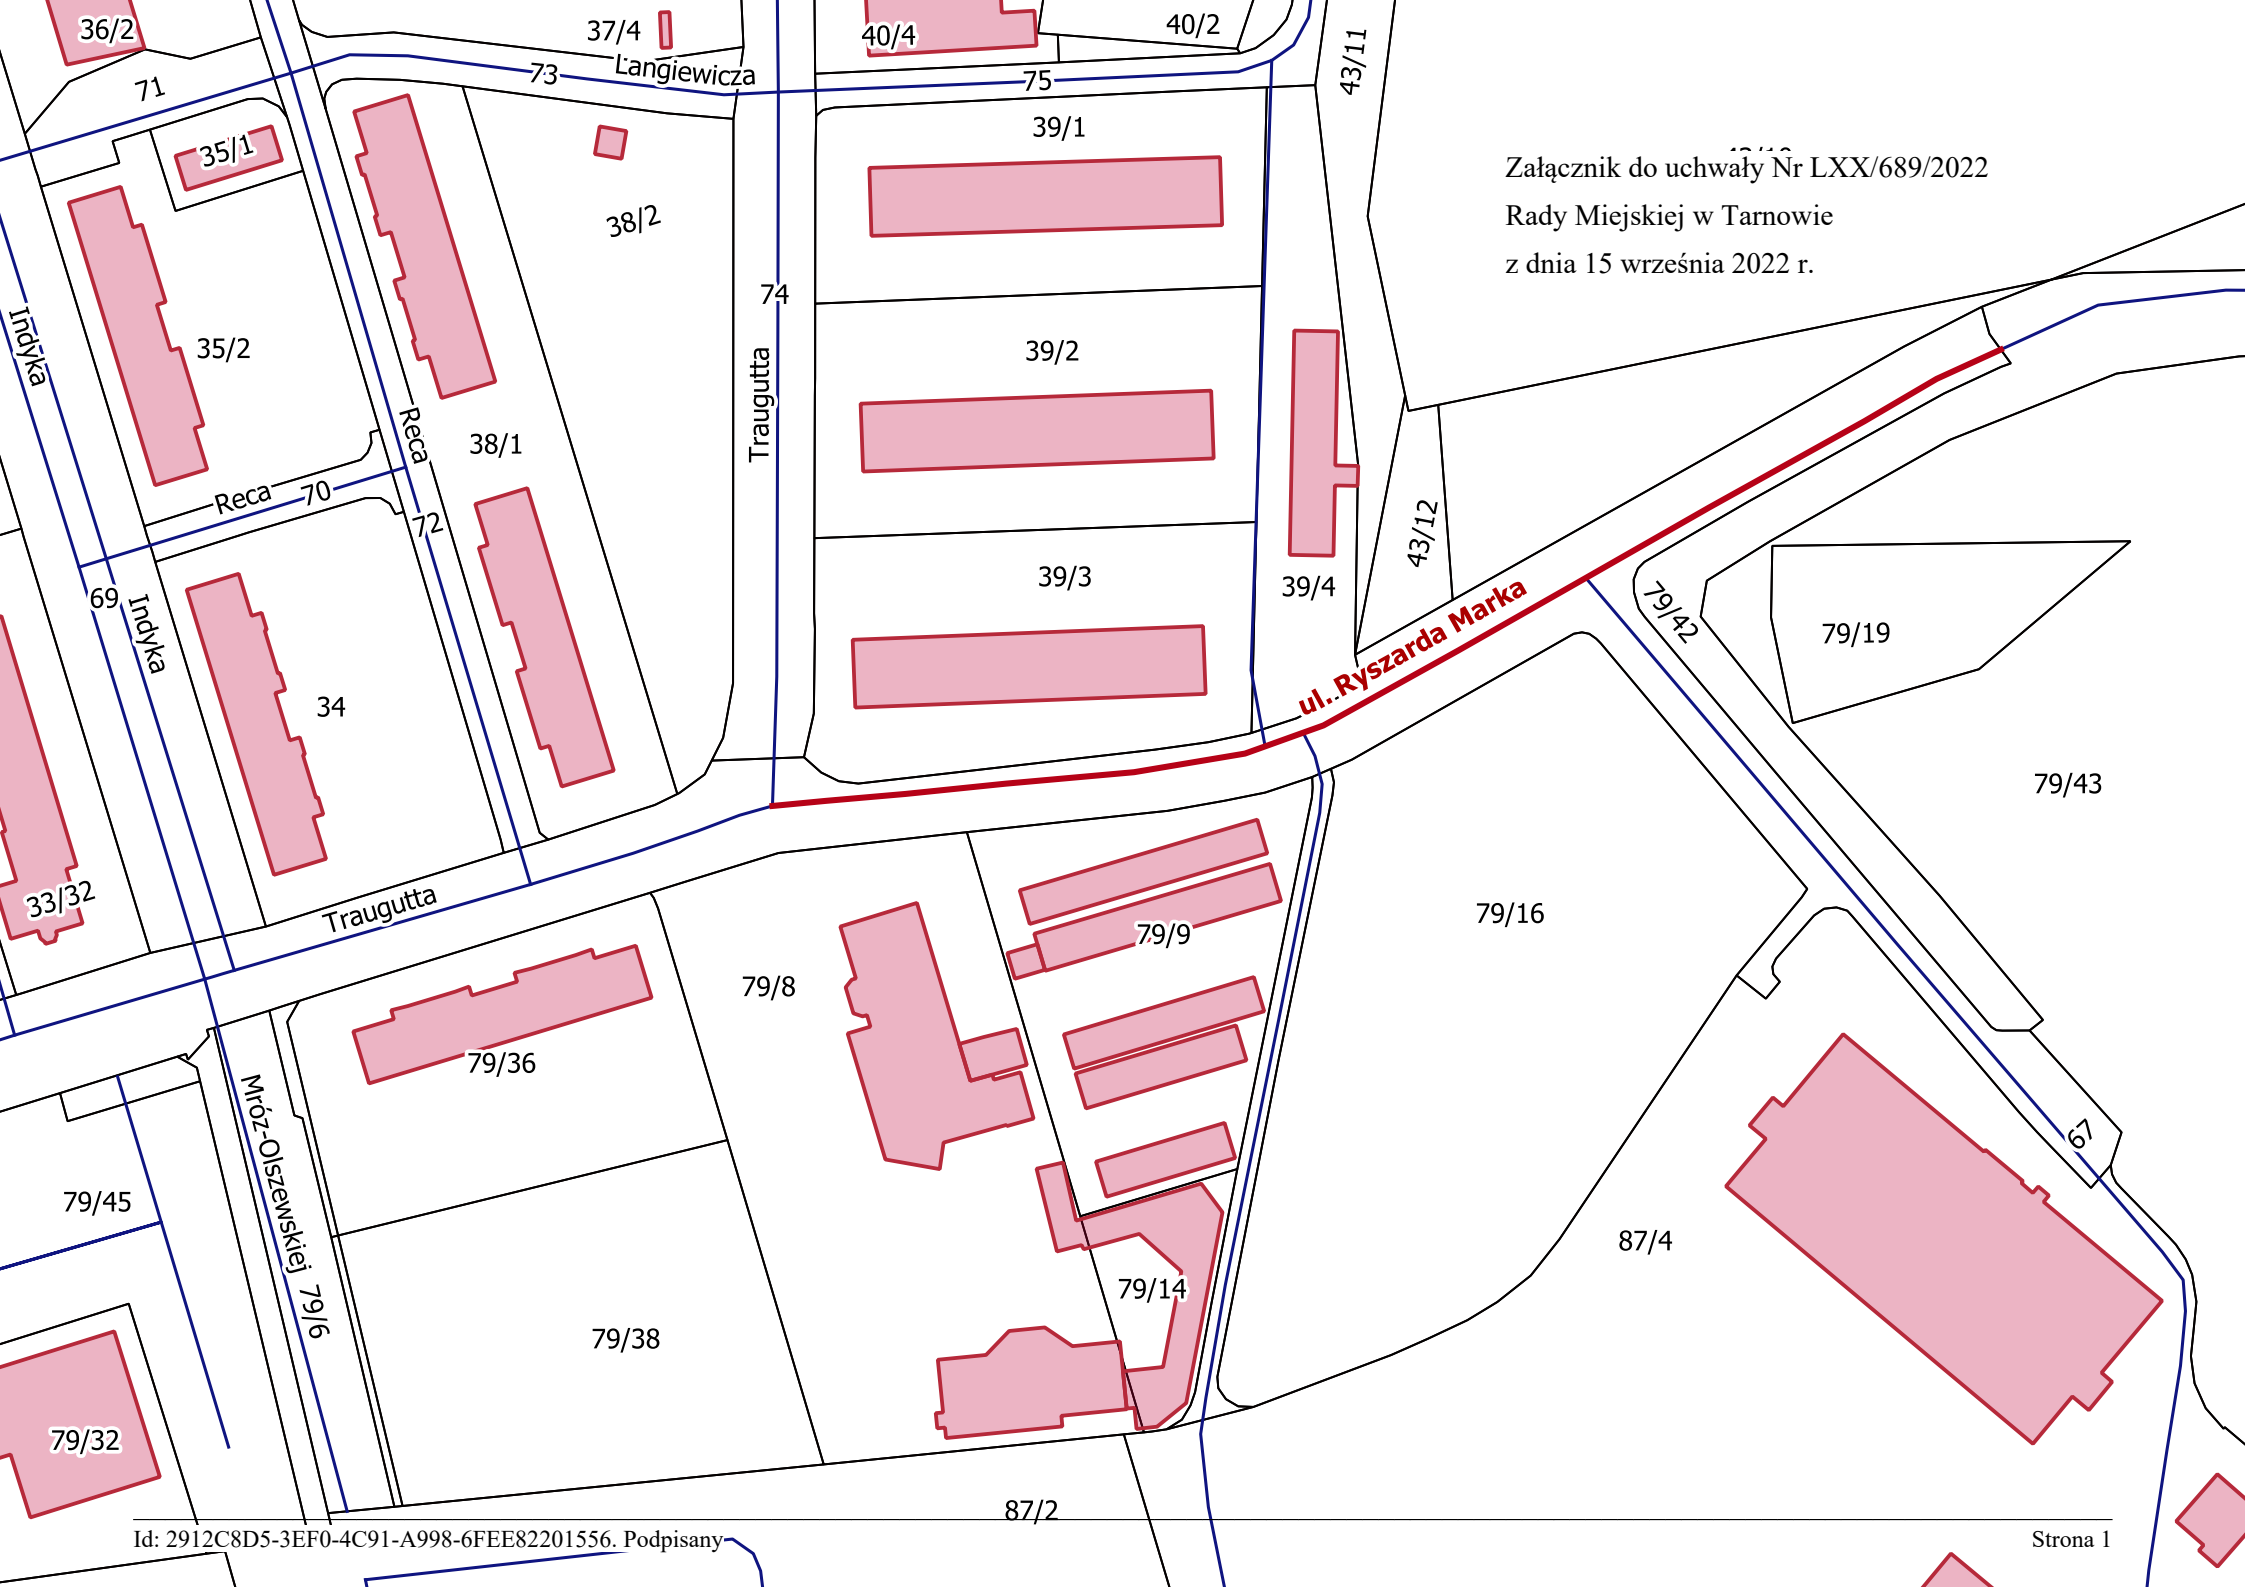 36/2
37/4
40/4
40/2
43/11
71
73
Langiewicza
75
39/1
35/1
38/2
Załącznik do uchwały Nr LXX/689/2022
Rady Miejskiej w Tarnowie
z dnia 15 września 2022 r.
74
Indyka
35/2
39/2
Traugutta
Reca
38/1
Reca 70
72
43/12
39/3
39/4
69
Indyka
ul. Ryszarda Marka
79/42
79/19
34
79/43
33/32
Traugutta
79/16
79/9
79/8
79/36
Mróz-Olszewskiej 79/6
67
79/45
87/4
79/14
79/38
79/32
87/2
Id: 2912C8D5-3EF0-4C91-A998-6FEE82201556. Podpisany
Strona 1